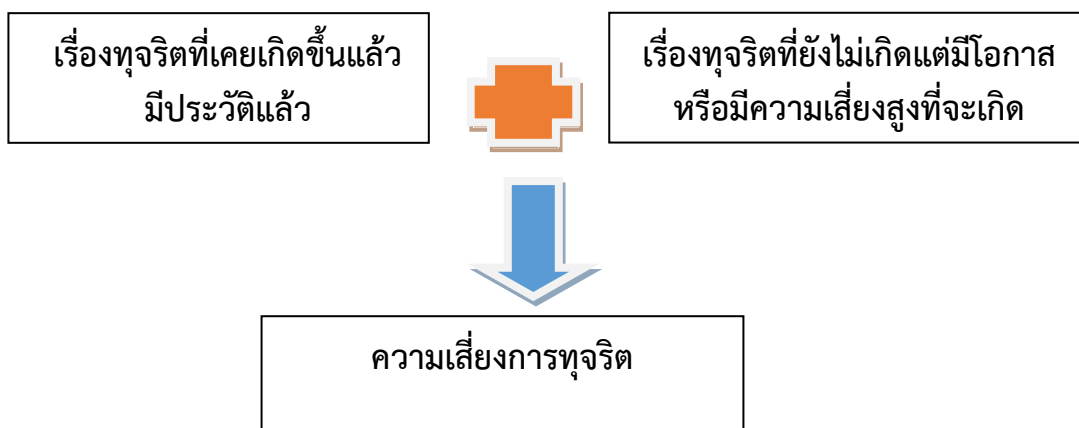 เรื่องทุจริตที่เคยเกิดขึ้นแล้ว
มีประวัติแล้ว
เรื่องทุจริตที่ยังไม่เกิดแต่มีโอกาส
หรือมีความเสี่ยงสูงที่จะเกิด
ความเสี่ยงการทุจริต